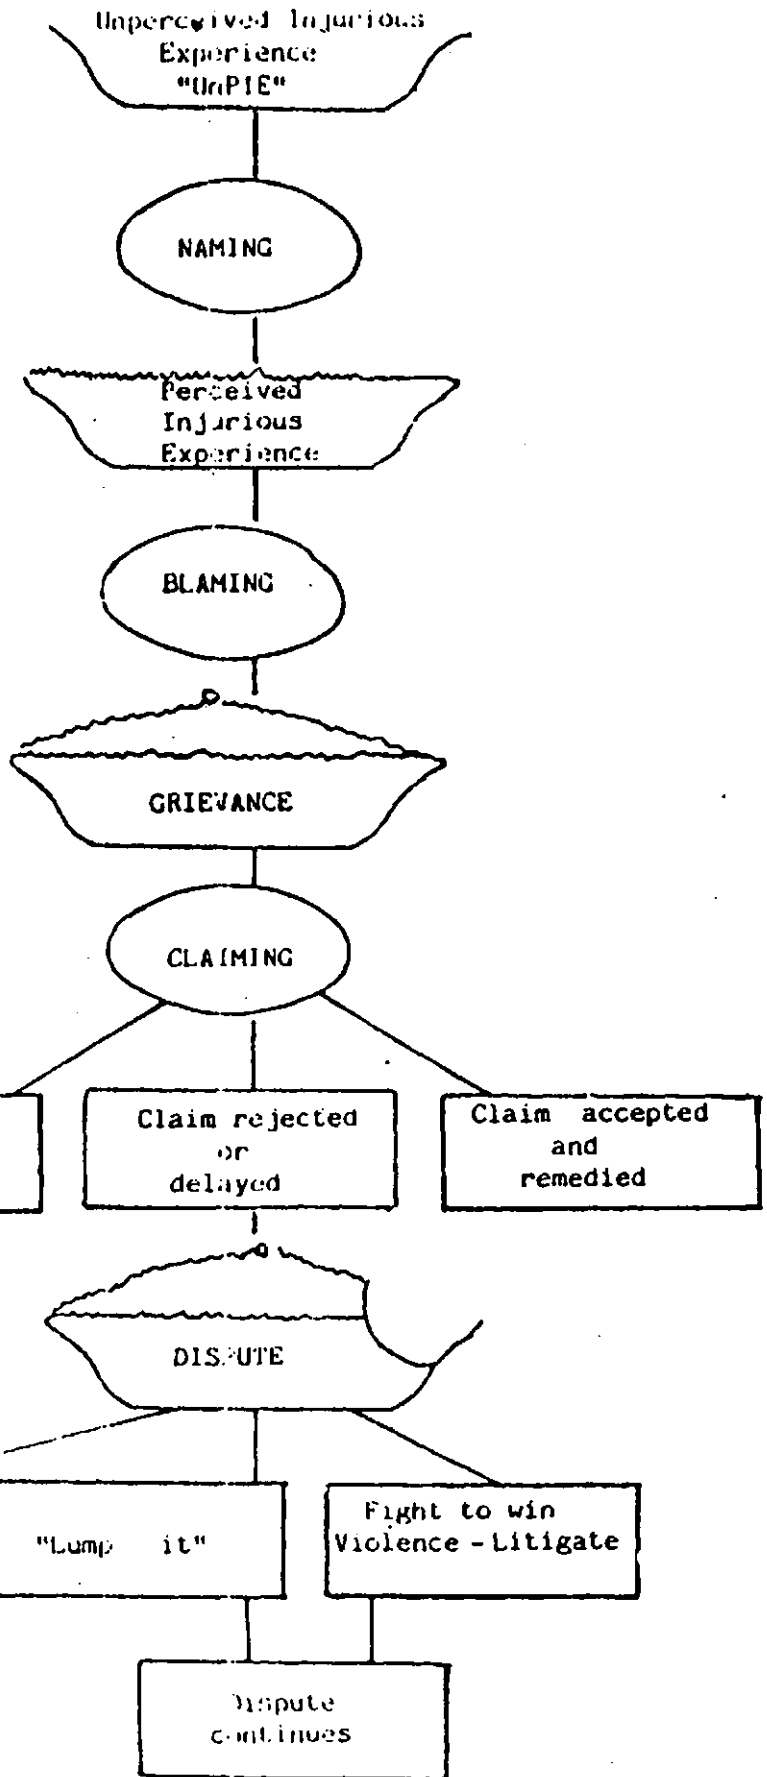 Unperceived Injurious
Experience
"UnPIE"
NAMING
Perceived
Injurious
Experience
BLAMING
GRIEVANCE
CLAIMING
Claim rejected
or
delayed
Claim accepted
and
remedied
DISPUTE
"Lump it"
Fight to win
Violence - Litigate
Dispute
continues